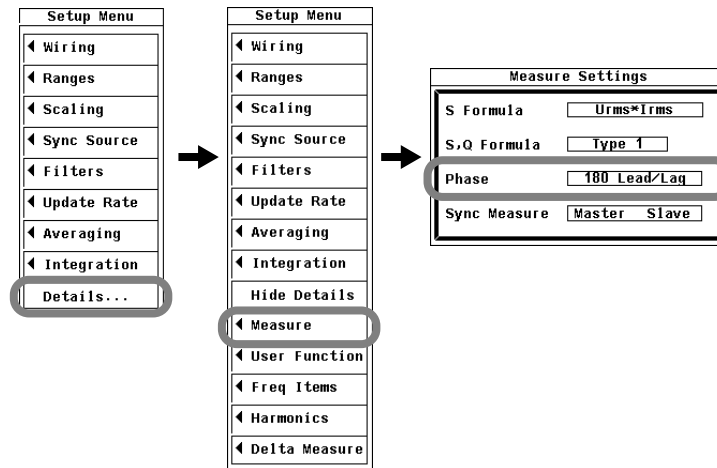 Setup Menu
Wiring
Ranges
Scaling
Sync Source
Filters
Update Rate
Averaging
Integration
Details...
Setup Menu
Wiring
Ranges
Scaling
Sync Source
Filters
Update Rate
Averaging
Integration
Hide Details
Measure
User Function
Freq Items
Harmonics
Delta Measure
Measure Settings
S Formula Urms*Irms
S,Q Formula Type 1
Phase 180 Lead/Lag
Sync Measure Master Slave